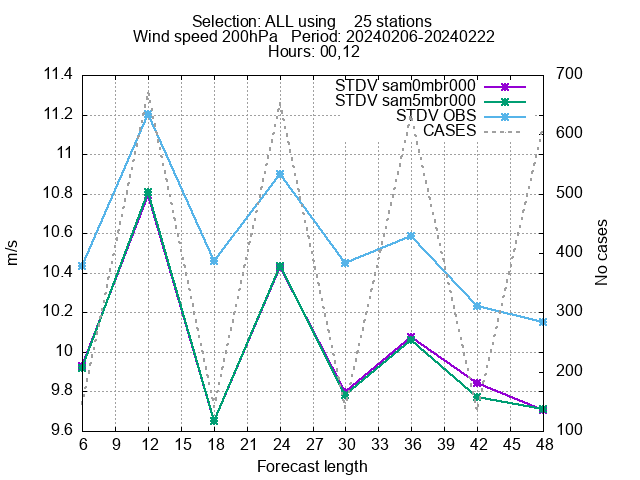 Selection: ALL using    25 stations
Wind speed 200hPa   Period: 20240206-20240222
Hours: 00,12
STDV sam0mbr000
STDV sam5mbr000
STDV OBS
CASES
11.4
11.2
11
10.8
10.6
10.4
10.2
10
9.8
9.6
m/s
700
600
500
400
300
200
100
No cases
6 9 12 15 18 21 24 27 30 33 36 39 42 45 48
Forecast length